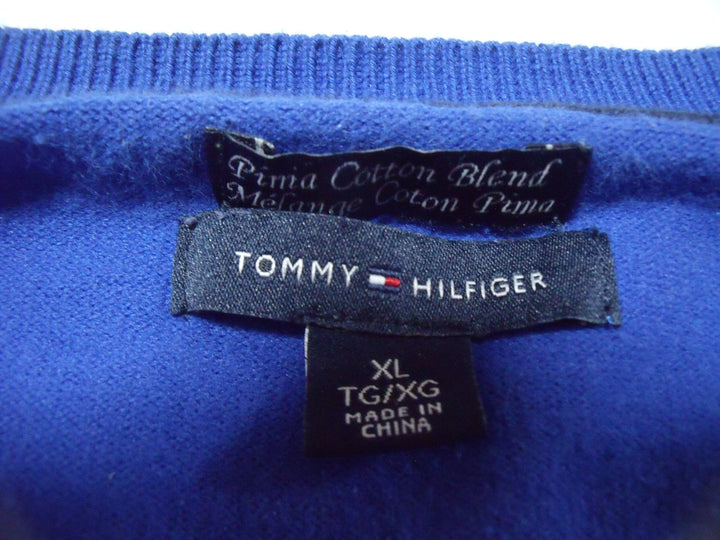 Pima Cotton Blend
Mélange Coton Pima
TOMMY HILFIGER
XL
TG/XG
MADE IN
CHINA